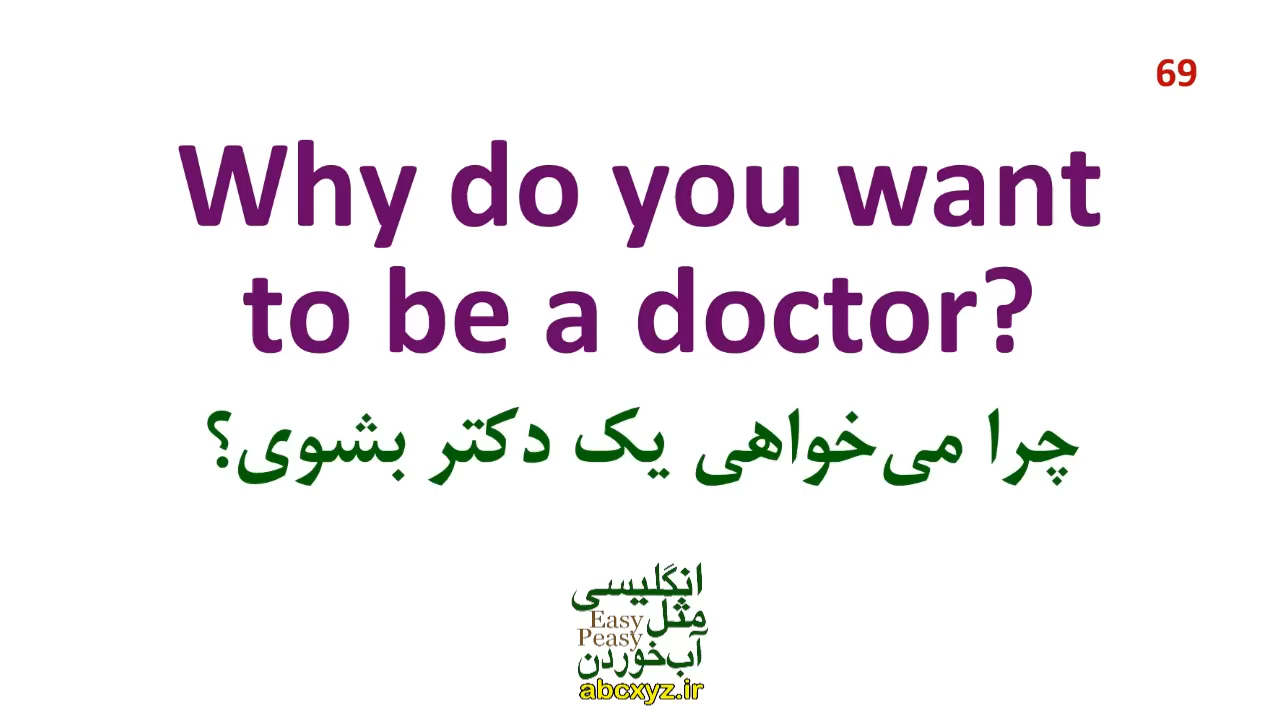 69
Why do you want
to be a doctor?
چرا می‌خواهی یک دکتر بشوی؟
انگلیسی
مثل
Easy
Peasy
آب‌خوردن
abcxyz.ir